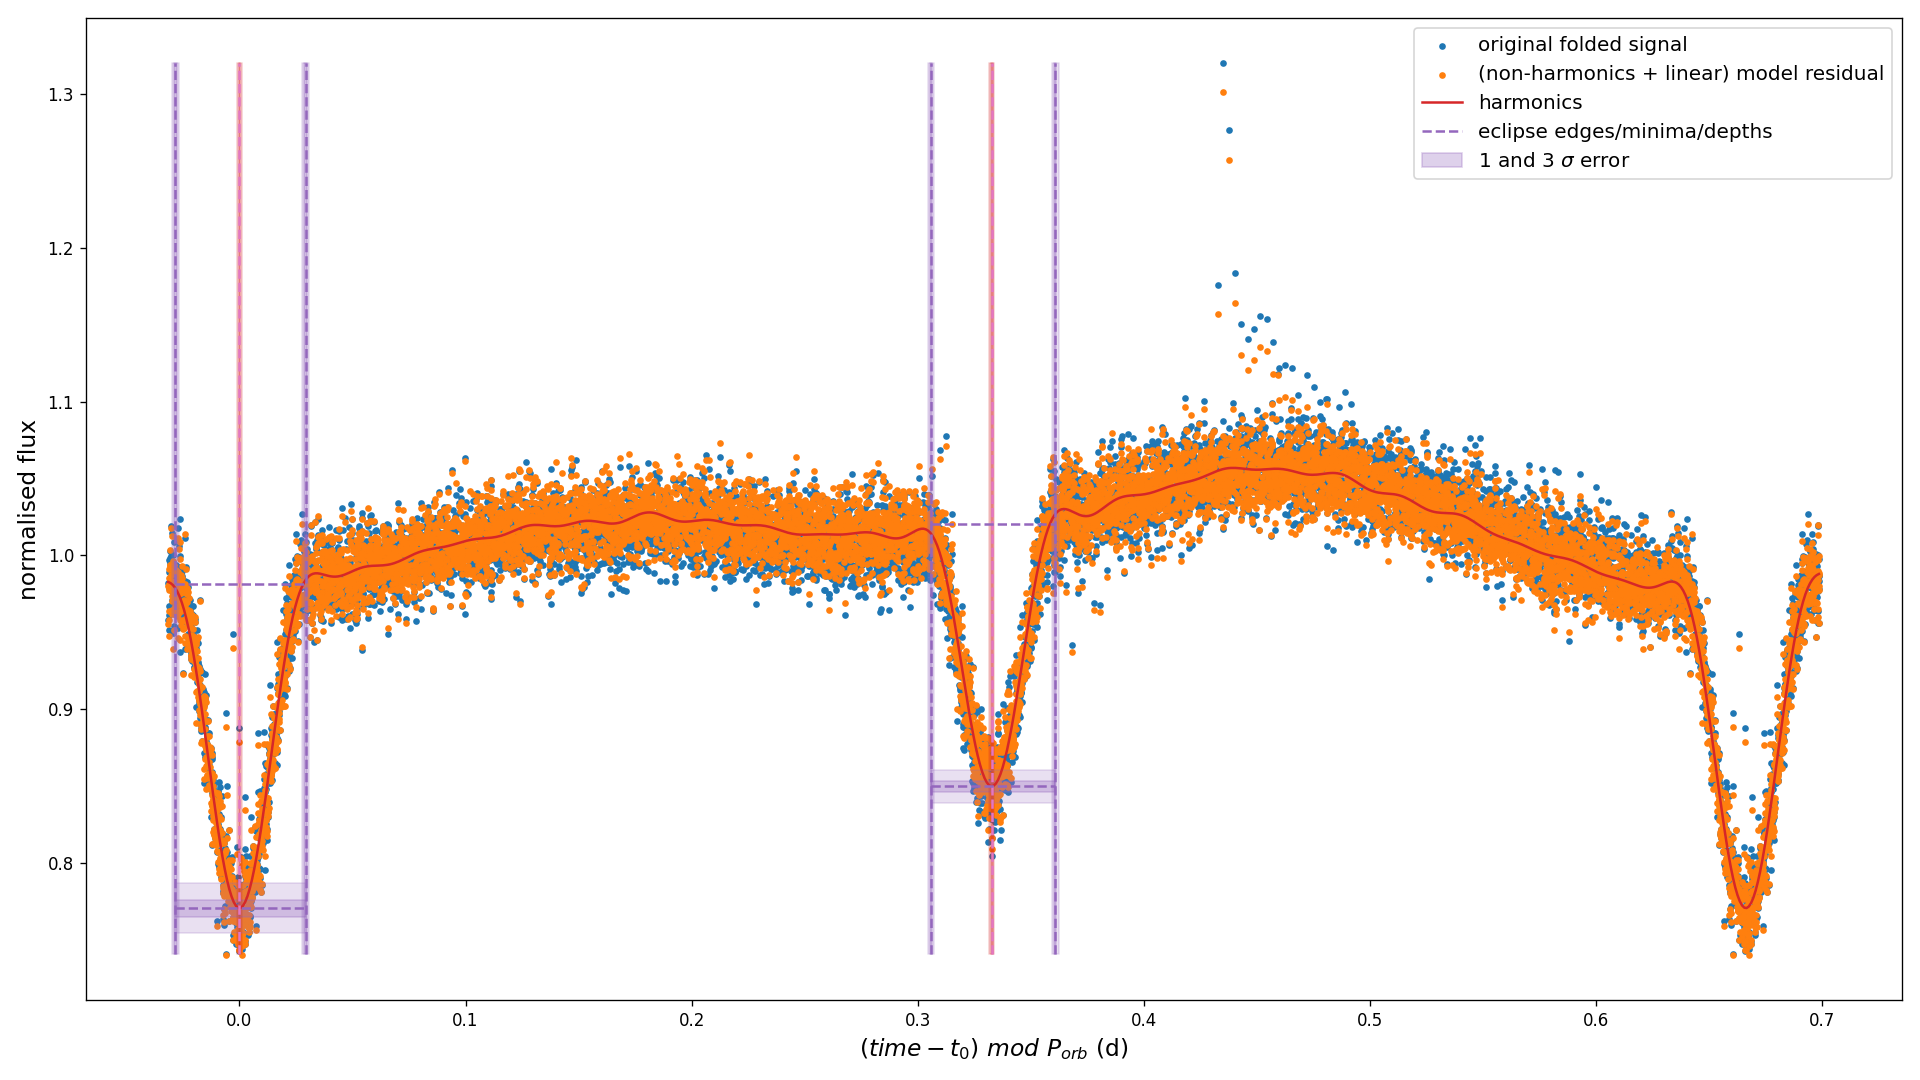 original folded signal
(non-harmonics + linear) model residual
harmonics
eclipse edges/minima/depths
1 and 3 σ error
normalised flux
1.3
1.2
1.1
1.0
0.9
0.8
0.0 0.1 0.2 0.3 0.4 0.5 0.6 0.7
(time − t₀) mod Pₒᵣb (d)